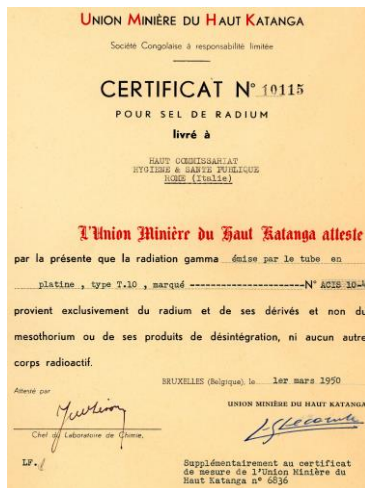 UNION MINIÈRE DU HAUT KATANGA
Société Congolaise à responsabilité limitée
CERTIFICAT N° 10115
POUR SEL DE RADIUM
livré à
HAUT COMMISSARIAT
HYGIENE & SANTE PUBLIQUE
ROME (Italie)
L'Union Minière du Haut Katanga atteste
par la présente que la radiation gamma émise par le tube en
platine , type T.10 , marqué ----------------------N° ACIS 10-
provient exclusivement du radium et de ses dérivés et non du
mesothorium ou de ses produits de désintégration, ni aucun autre
corps radioactif.
BRUXELLES (Belgique), le 1er mars 1950
Attesté par
UNION MINIÈRE DU HAUT KATANGA
Chef du Laboratoire de Chimie,
LF.
Supplémentairement au certificat
de mesure de l'Union Minière du
Haut Katanga n° 6836